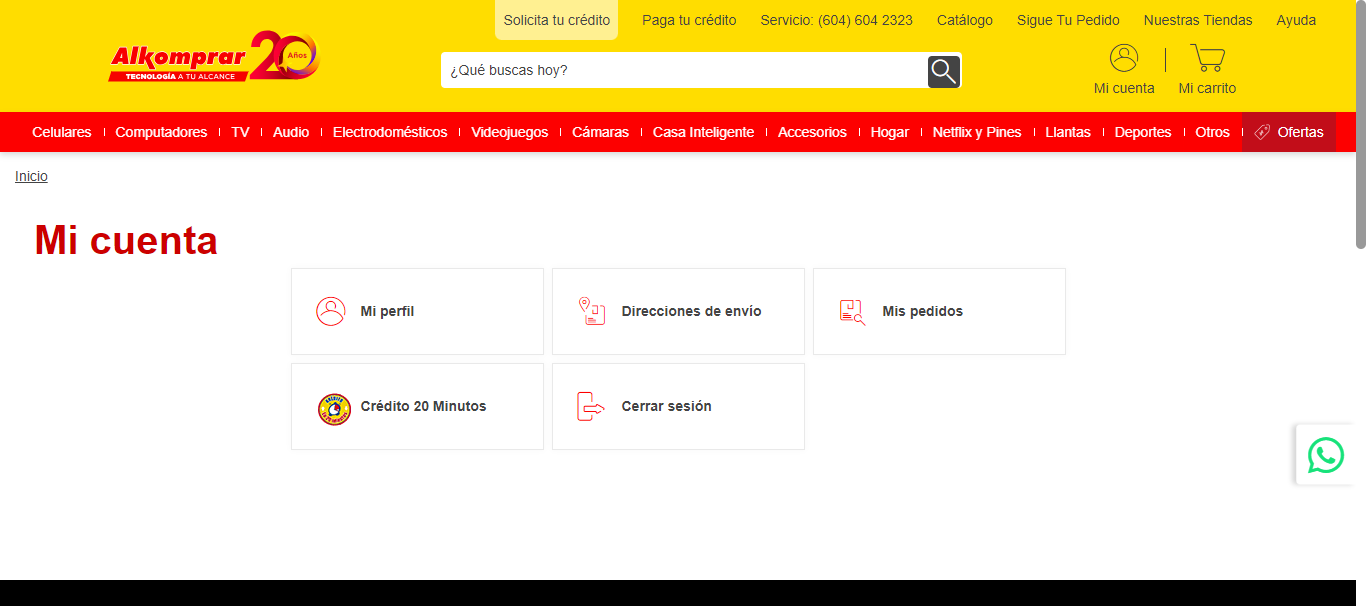 Solicita tu crédito
Paga tu crédito
Servicio: (604) 604 2323
Catálogo
Sigue Tu Pedido
Nuestras Tiendas
Ayuda
Alkomprar 20 Años
TECNOLOGÍA A TU ALCANCE
¿Qué buscas hoy?
Mi cuenta
Mi carrito
Celulares
Computadores
TV
Audio
Electrodomésticos
Videojuegos
Cámaras
Casa Inteligente
Accesorios
Hogar
Netflix y Pines
Llantas
Deportes
Otros
Ofertas
Inicio
Mi cuenta
Mi perfil
Direcciones de envío
Mis pedidos
Crédito 20 Minutos
Cerrar sesión